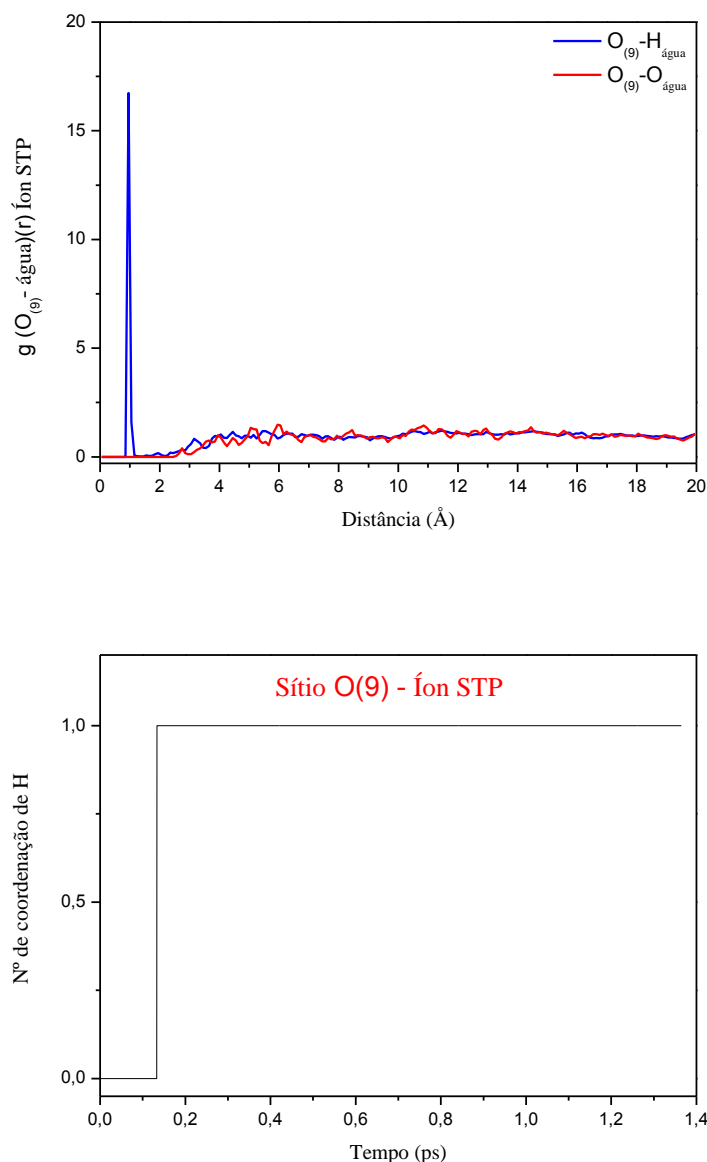 20
15
10
5
0
g (O(9)- água)(r) Íon STP
O(9)-Hágua
O(9)-Oágua
0 2 4 6 8 10 12 14 16 18 20
Distância (Å)
Sítio O(9) - Íon STP
1,0
0,5
0,0
Nº de coordenação de H
0,0 0,2 0,4 0,6 0,8 1,0 1,2 1,4
Tempo (ps)